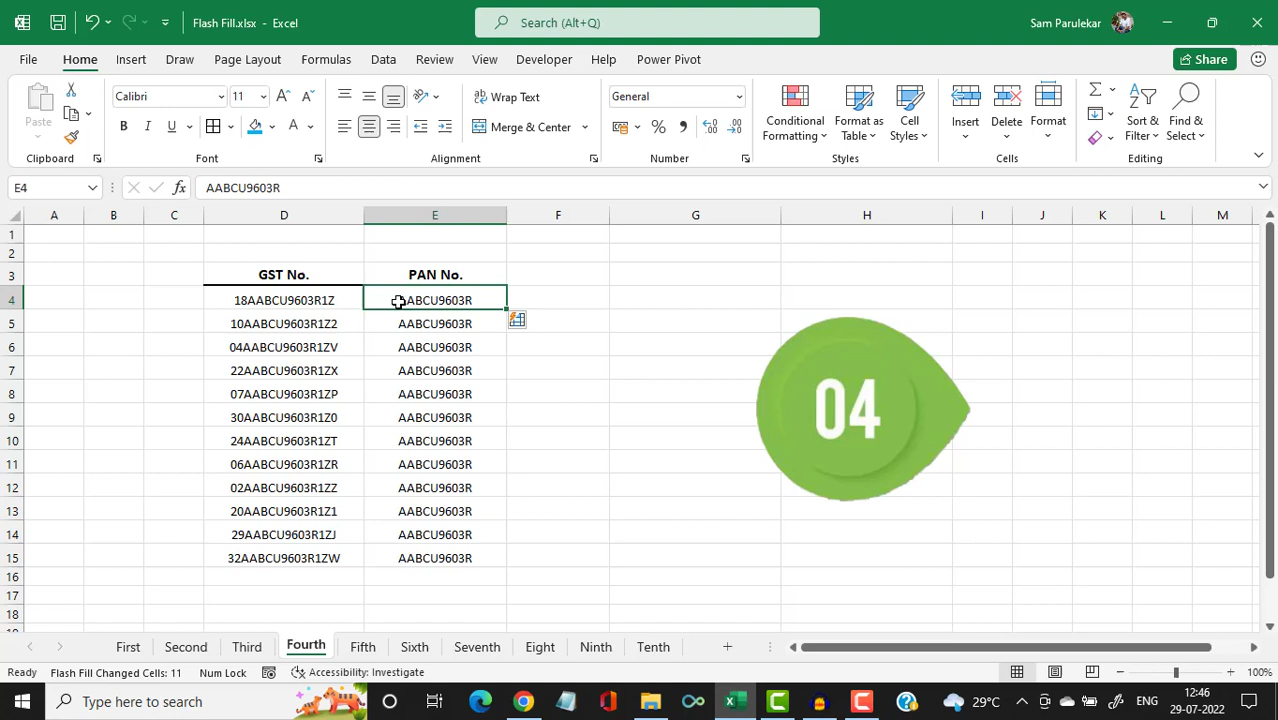 Flash Fill.xlsx - Excel
Search (Alt+Q)
Sam Parulekar
File Home Insert Draw Page Layout Formulas Data Review View Developer Help Power Pivot
Share
Paste
Clipboard
Calibri 11
B I U
Font
Wrap Text
Merge & Center
Alignment
General
Number
Conditional Formatting
Format as Table
Cell Styles
Styles
Insert Delete Format
Cells
Sort & Filter
Find & Select
Editing
E4 fx AABCU9603R
A B C D E F G H I J K L M
1
2
3 GST No. PAN No.
4 18AABCU9603R1Z AABCU9603R
5 10AABCU9603R1Z2 AABCU9603R
6 04AABCU9603R1ZV AABCU9603R
7 22AABCU9603R1ZX AABCU9603R
8 07AABCU9603R1ZP AABCU9603R
9 30AABCU9603R1Z0 AABCU9603R
10 24AABCU9603R1ZT AABCU9603R
11 06AABCU9603R1ZR AABCU9603R
12 02AABCU9603R1ZZ AABCU9603R
13 20AABCU9603R1Z1 AABCU9603R
14 29AABCU9603R1ZJ AABCU9603R
15 32AABCU9603R1ZW AABCU9603R
16
17
18
04
First Second Third Fourth Fifth Sixth Seventh Eight Ninth Tenth
Ready Flash Fill Changed Cells: 11 Num Lock Accessibility: Investigate 100%
Type here to search
29°C ENG 12:46 29-07-2022